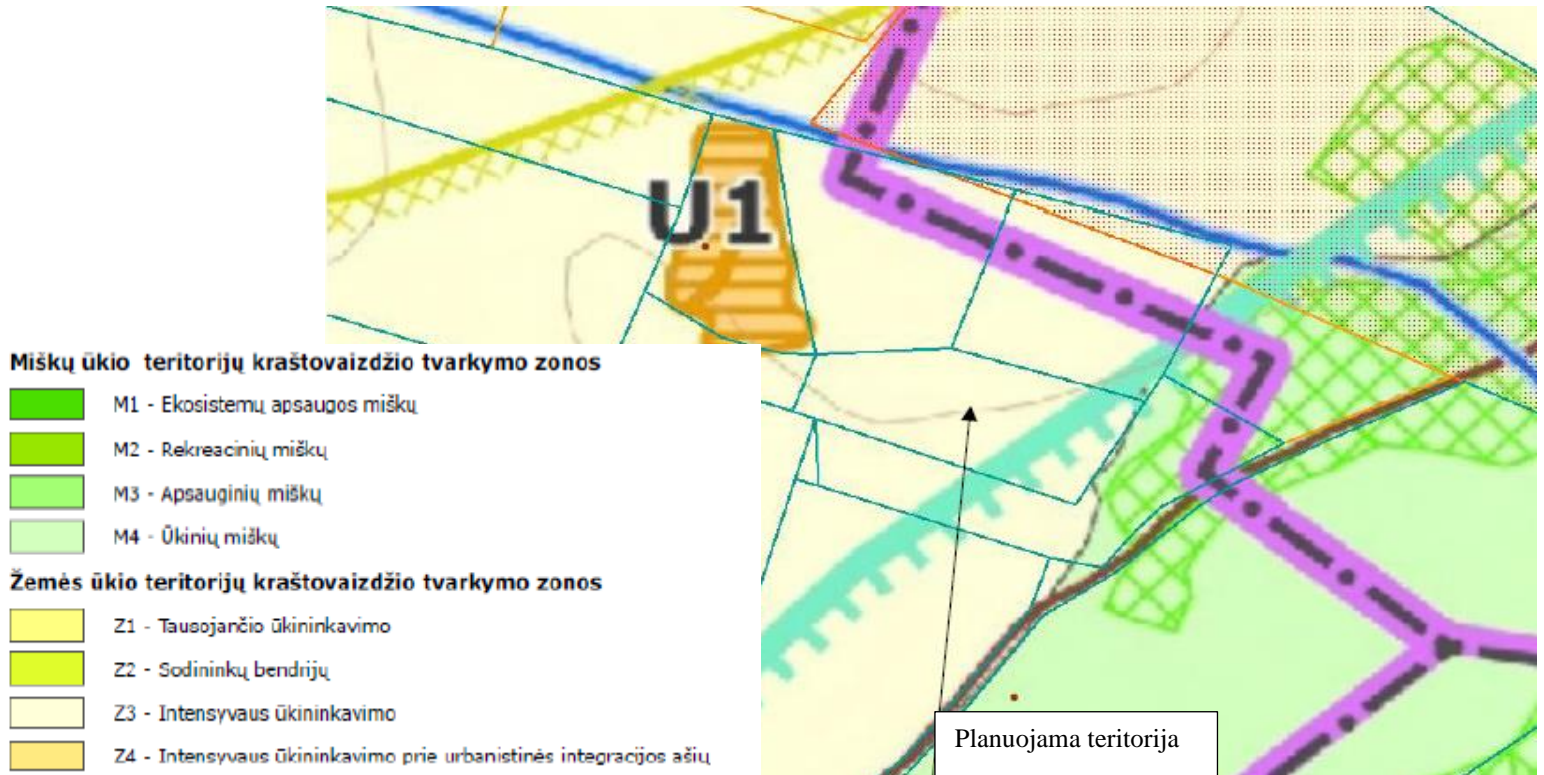 U1
Miškų ūkio teritorijų kraštovaizdžio tvarkymo zonos
M1 - Ekosistemų apsaugos miškų
M2 - Rekreacinių miškų
M3 - Apsauginių miškų
M4 - Ūkinių miškų
Žemės ūkio teritorijų kraštovaizdžio tvarkymo zonos
Z1 - Tausojančio ūkininkavimo
Z2 - Sodininkų bendrijų
Z3 - Intensyvaus ūkininkavimo
Z4 - Intensyvaus ūkininkavimo prie urbanistinės integracijos ašių
Planuojama teritorija